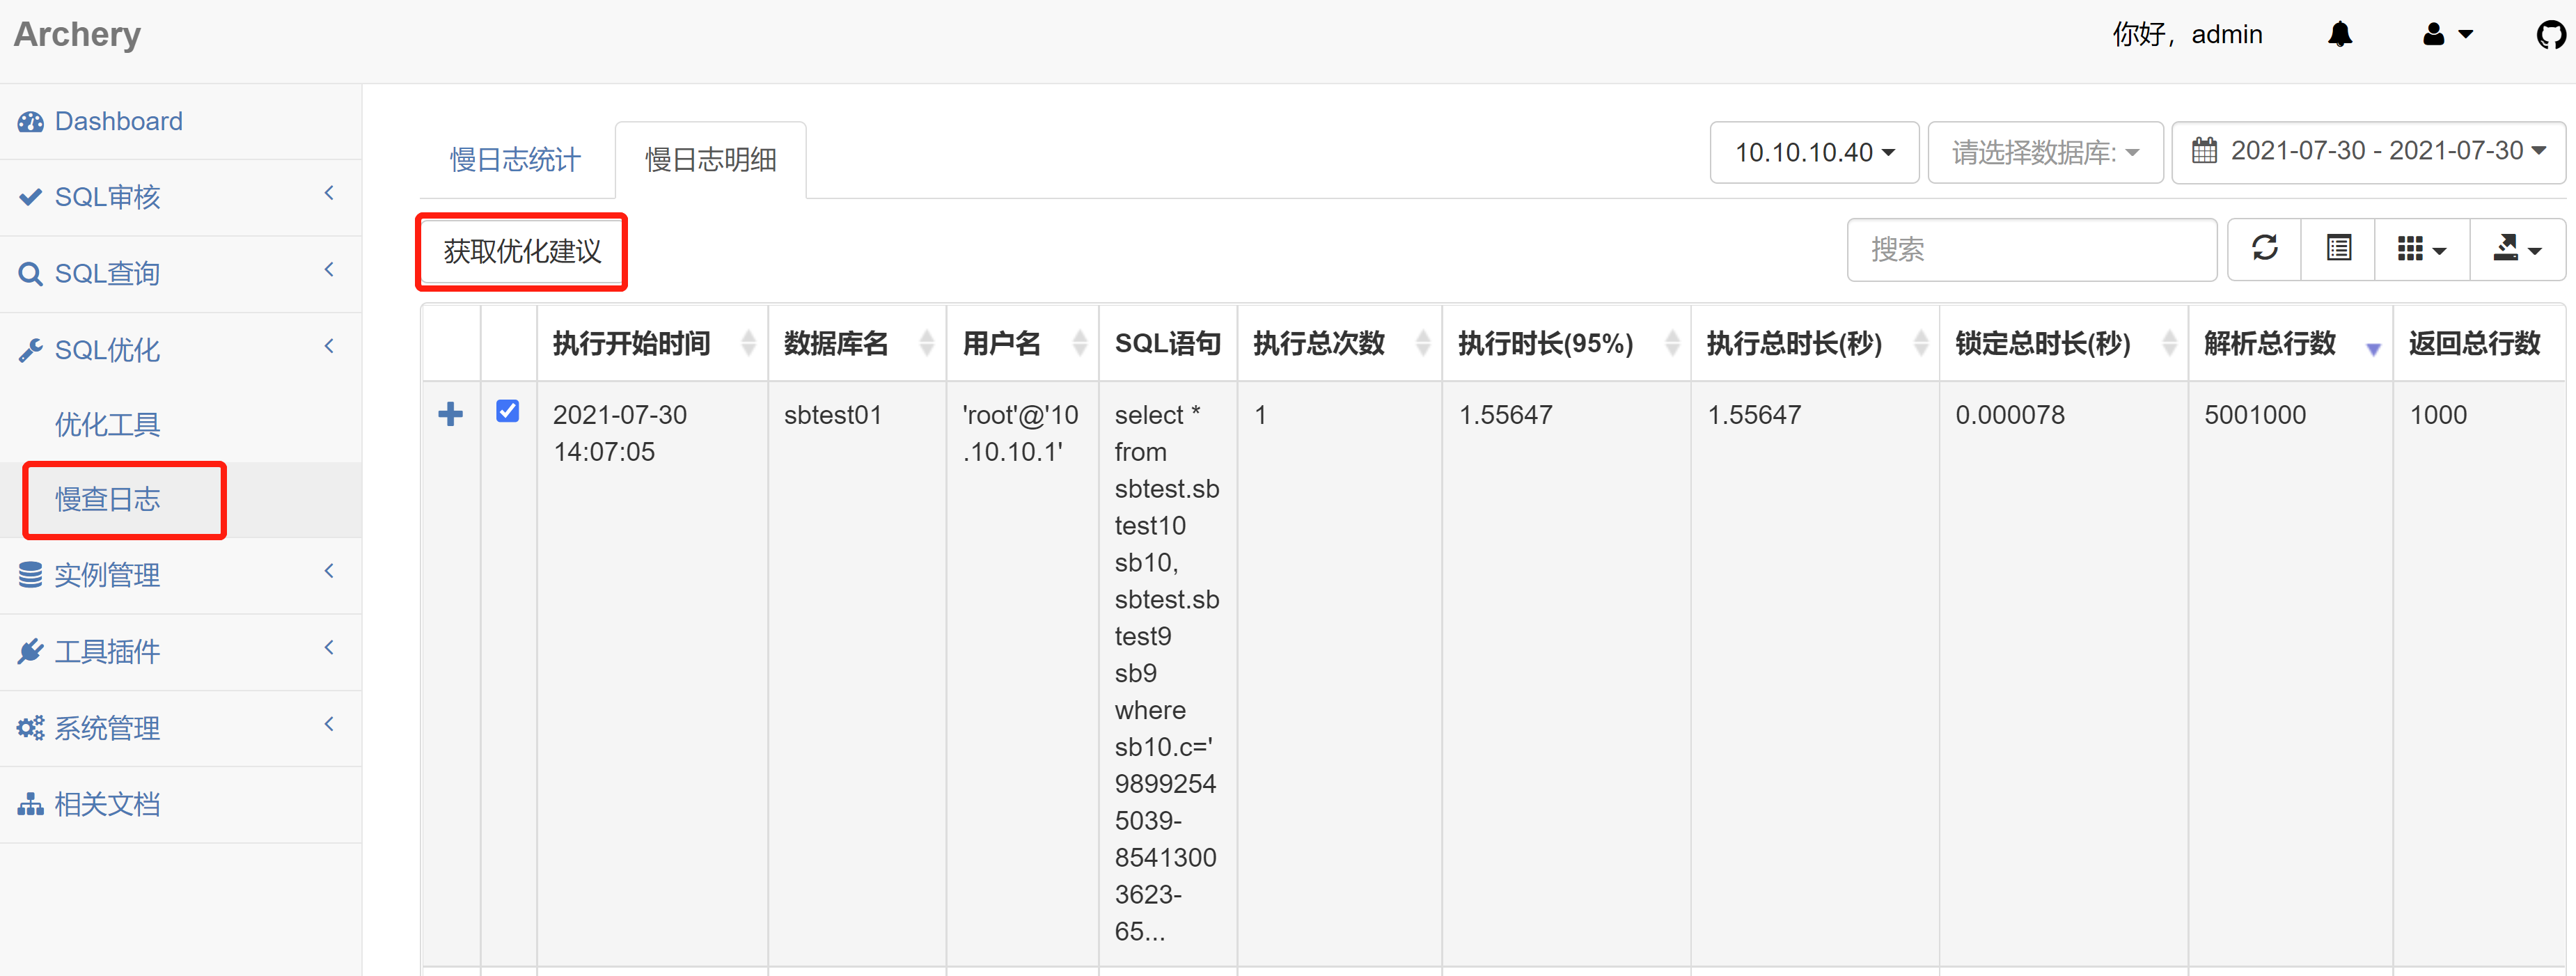 Archery
你好，admin
Dashboard
SQL审核
SQL查询
SQL优化
优化工具
慢查日志
实例管理
工具插件
系统管理
相关文档
慢日志统计
慢日志明细
10.10.10.40
请选择数据库:
2021-07-30 - 2021-07-30
获取优化建议
搜索
执行开始时间
数据库名
用户名
SQL语句
执行总次数
执行时长(95%)
执行总时长(秒)
锁定总时长(秒)
解析总行数
返回总行数
2021-07-30
14:07:05
sbtest01
'root'@'10
.10.10.1'
select *
from
sbtest.sb
test10
sb10,
sbtest.sb
test9
sb9
where
sb10.c='
9899254
5039-
8541300
3623-
65...
1
1.55647
1.55647
0.000078
5001000
1000